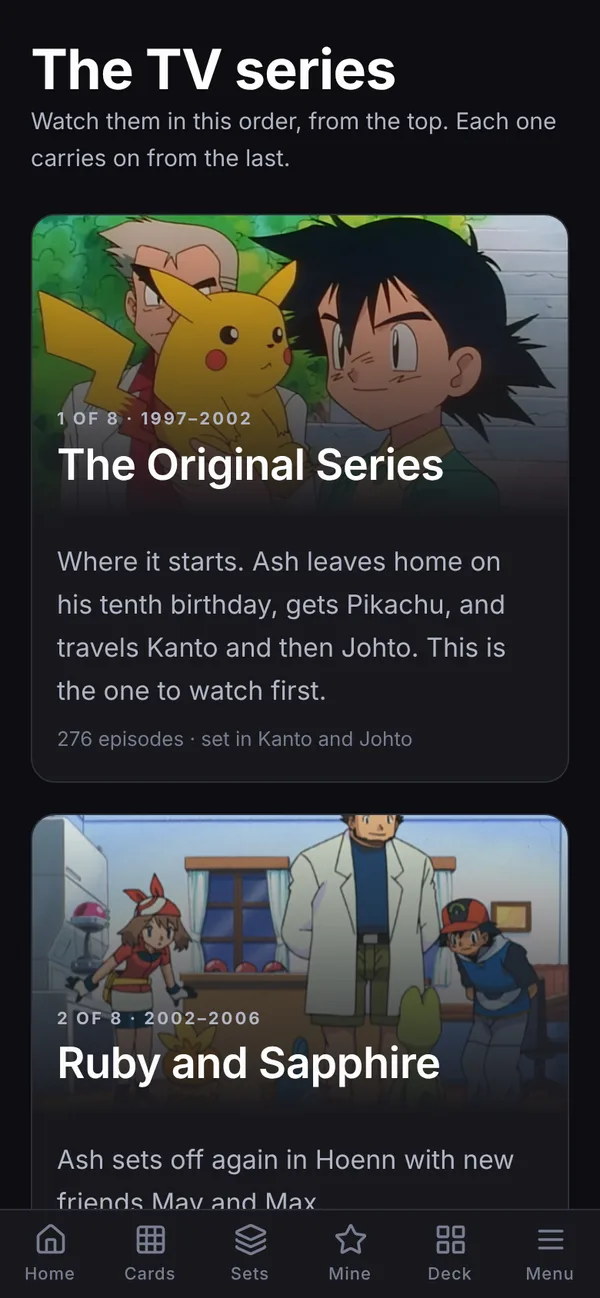 The TV series
Watch them in this order, from the top. Each one
carries on from the last.
1 OF 8 · 1997–2002
The Original Series
Where it starts. Ash leaves home on
his tenth birthday, gets Pikachu, and
travels Kanto and then Johto. This is
the one to watch first.
276 episodes · set in Kanto and Johto
2 OF 8 · 2002–2006
Ruby and Sapphire
Ash sets off again in Hoenn with new
friends May and Max
Home
Cards
Sets
Mine
Deck
Menu